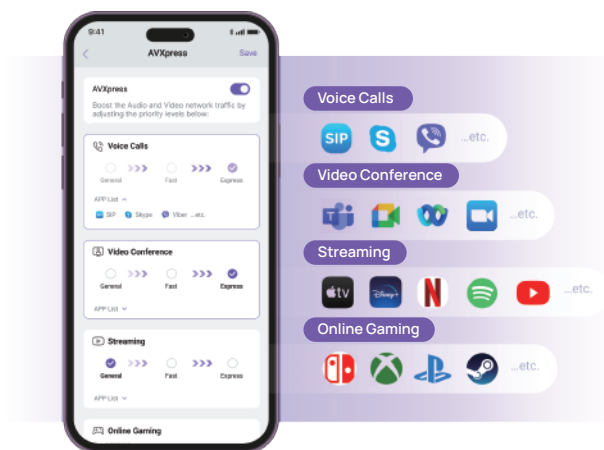 9:41
AVXpress
Save
AVXpress
Boost the Audio and Video network traffic by
adjusting the priority levels below:
Voice Calls
General
Fast
Express
APP List
SIP Skype Viber ...etc.
Video Conference
General
Fast
Express
APP List
Streaming
General
Fast
Express
APP List
Online Gaming
Voice Calls
SIP
S
...etc.
Video Conference
T
...etc.
Streaming
tv
Disney+
N
...etc.
Online Gaming
...etc.